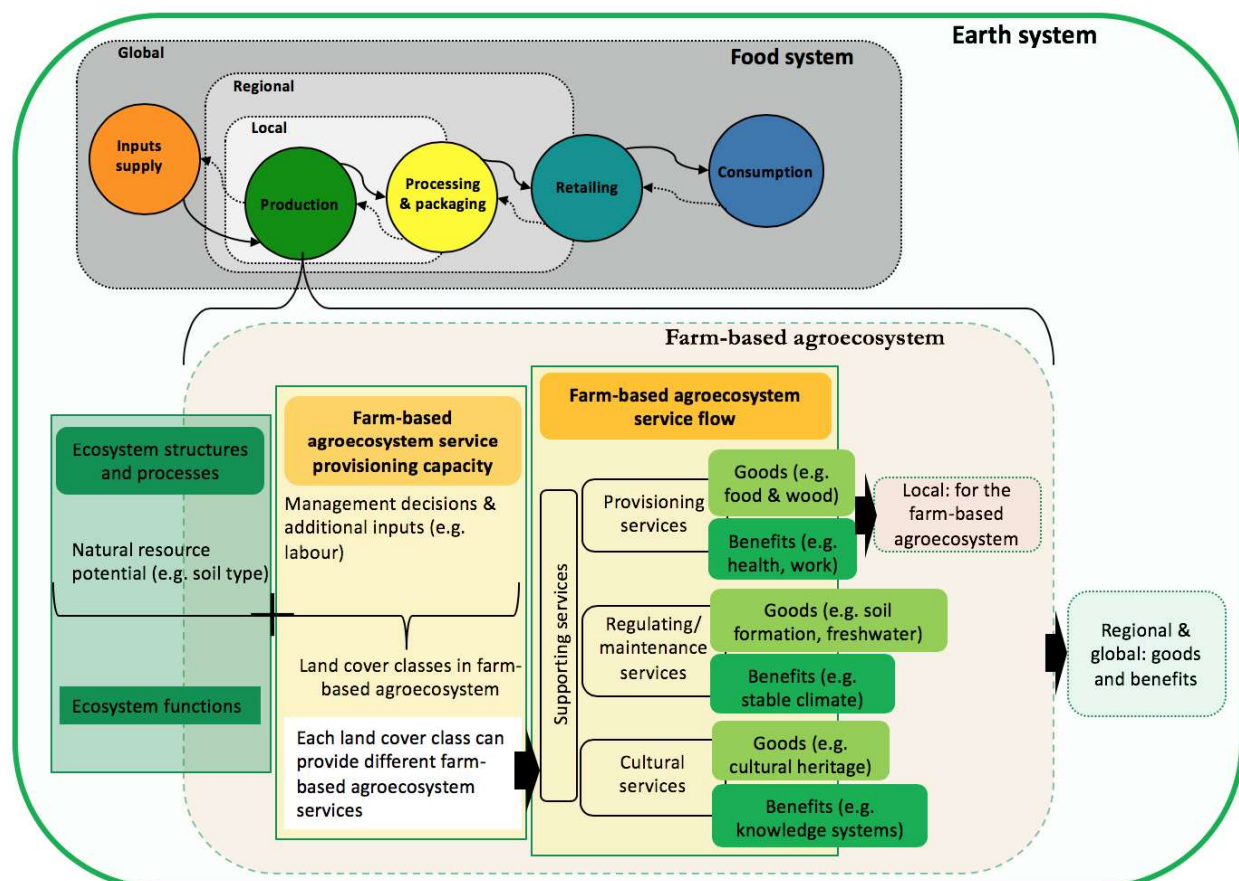 Earth system
Global
Food system
Regional
Local
Inputs
supply
Production
Processing
& packaging
Retailing
Consumption
Farm-based agroecosystem
Ecosystem structures
and processes
Natural resource
potential (e.g. soil type)
Ecosystem functions
Farm-based
agroecosystem service
provisioning capacity
Management decisions &
additional inputs (e.g.
labour)
Land cover classes in farm-
based agroecosystem
Each land cover class can
provide different farm-
based agroecosystem
services
Farm-based agroecosystem
service flow
Supporting services
Provisioning
services
Goods (e.g.
food & wood)
Benefits (e.g.
health, work)
Regulating/
maintenance
services
Goods (e.g. soil
formation, freshwater)
Benefits (e.g.
stable climate)
Cultural
services
Goods (e.g.
cultural heritage)
Benefits (e.g.
knowledge systems)
Local: for the
farm-based
agroecosystem
Regional &
global: goods
and benefits